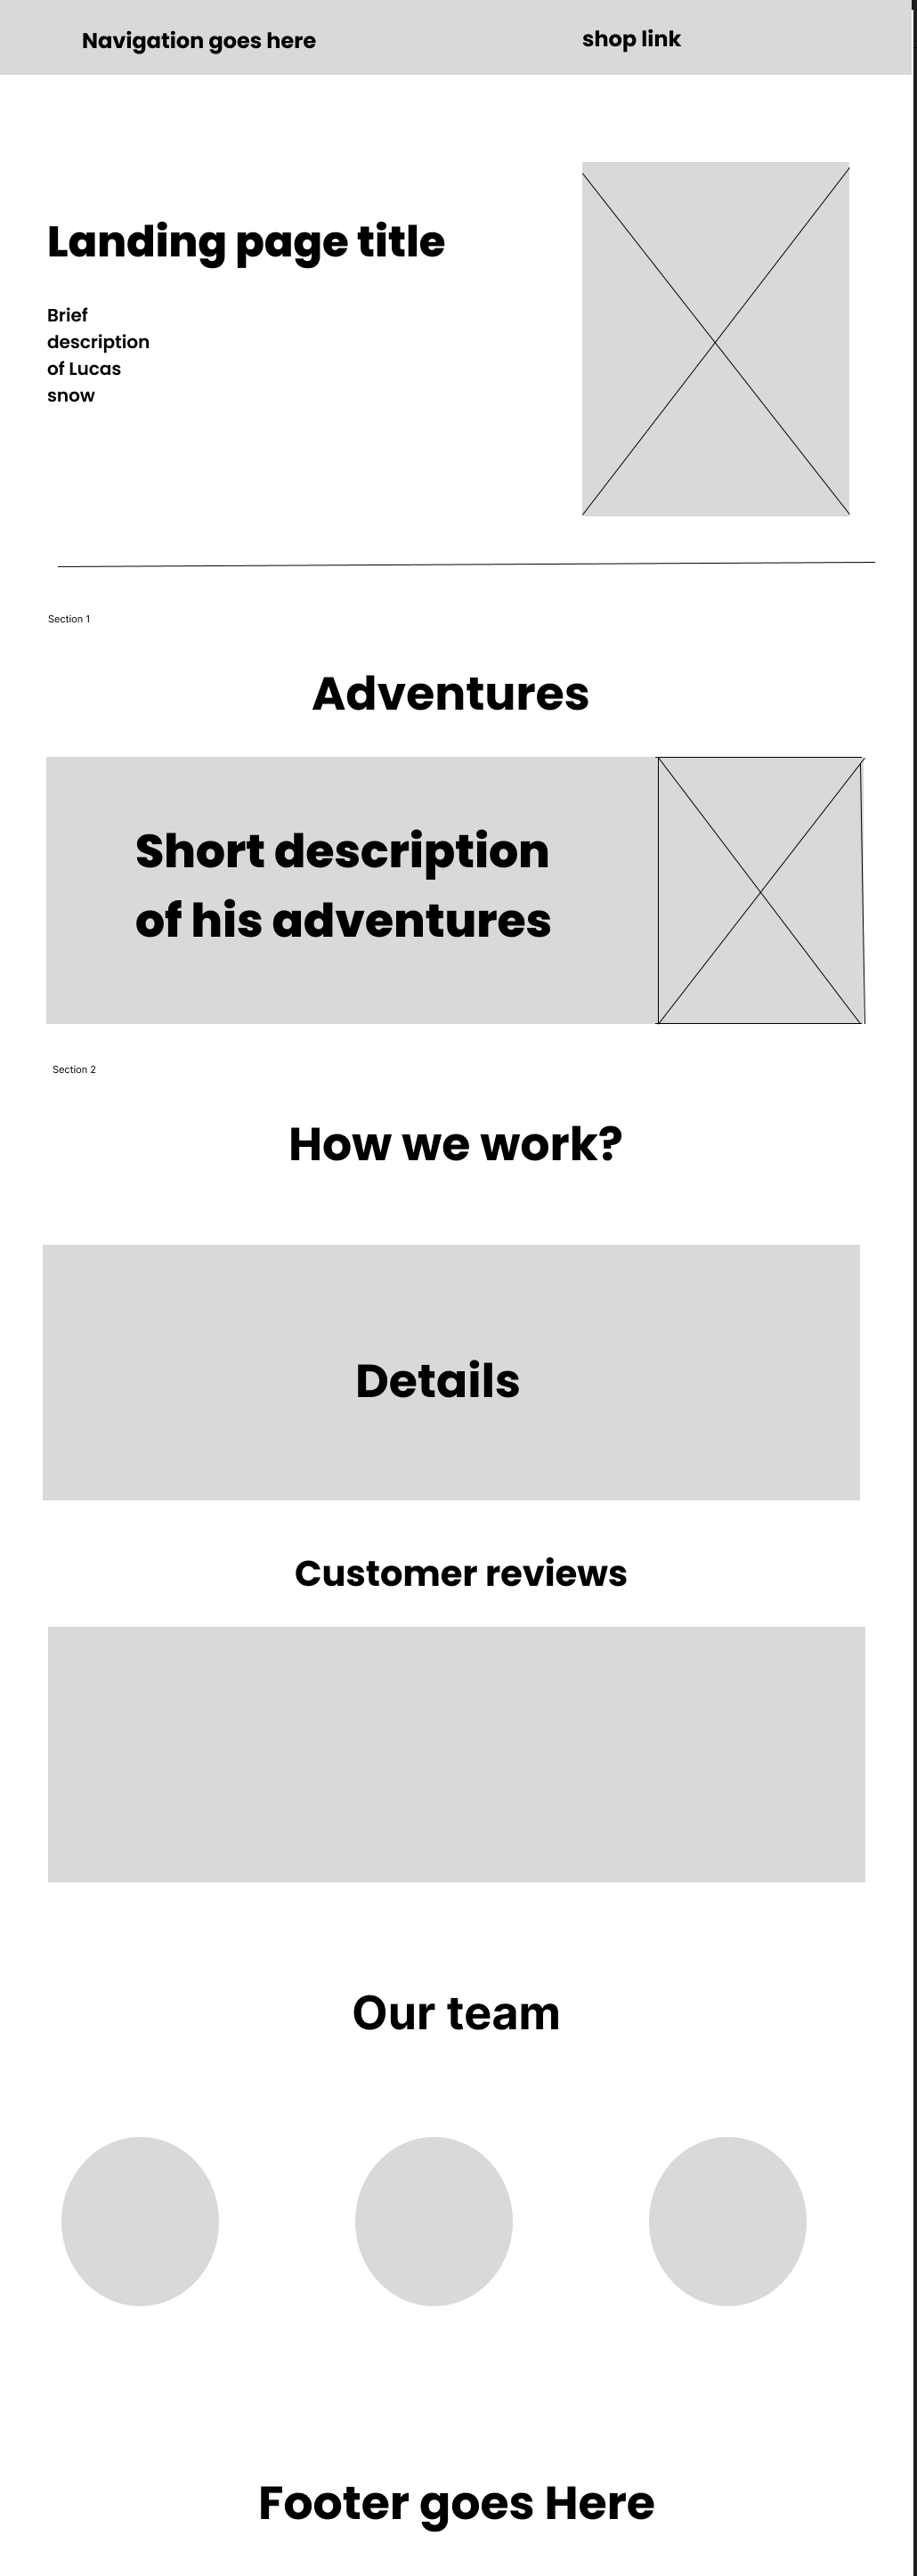 Navigation goes here
shop link
Landing page title
Brief
description
of Lucas
snow
Section 1
Adventures
Short description
of his adventures
Section 2
How we work?
Details
Customer reviews
Our team
Footer goes Here